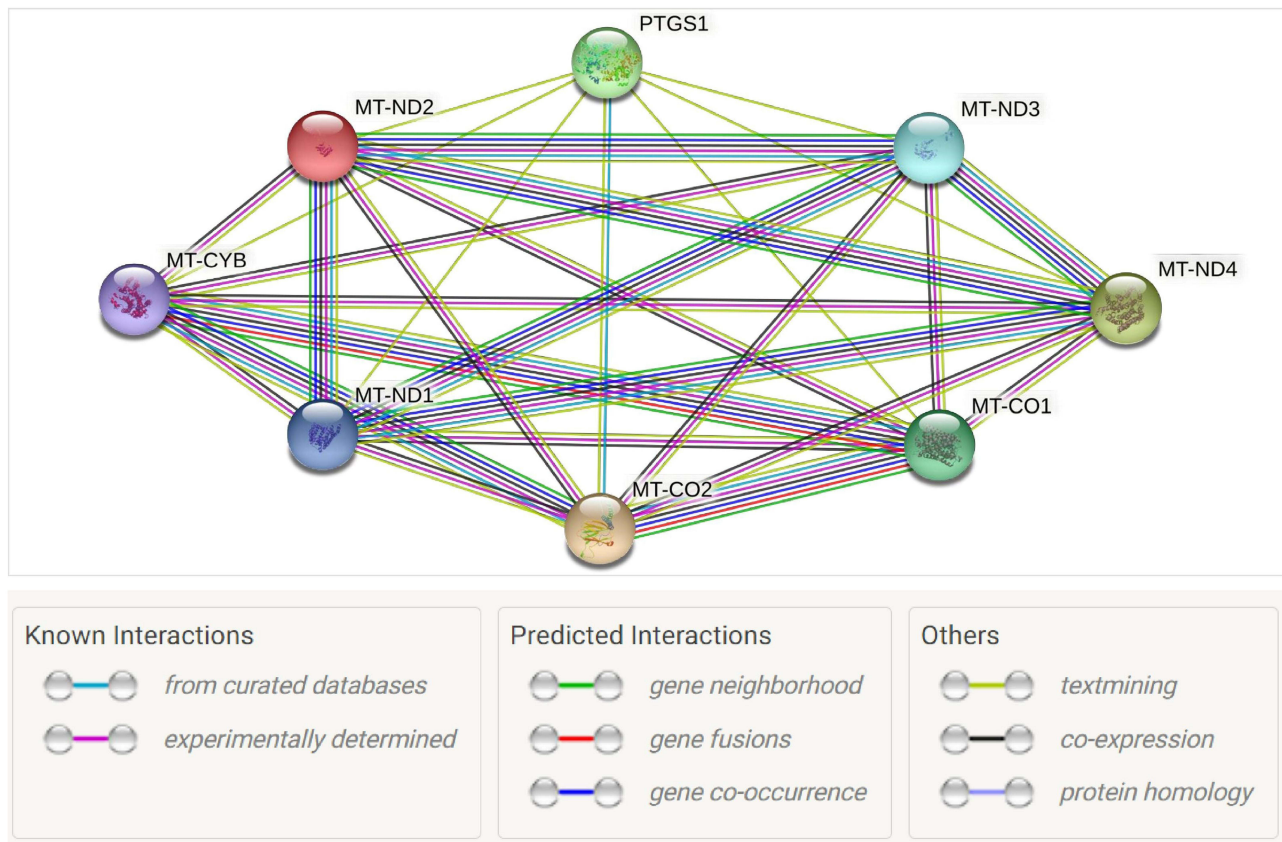 PTGS1
MT-ND2
MT-ND3
MT-CYB
MT-ND4
MT-ND1
MT-CO1
MT-CO2
Known Interactions
from curated databases
experimentally determined
Predicted Interactions
gene neighborhood
gene fusions
gene co-occurrence
Others
textmining
co-expression
protein homology